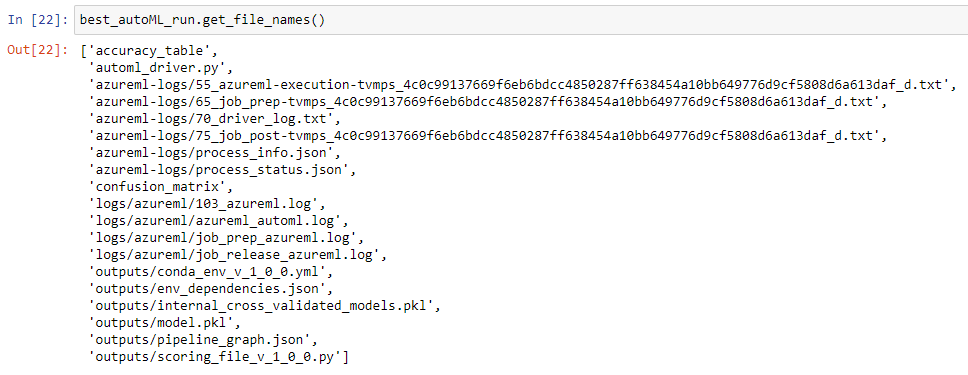 In [22]: best_autoML_run.get_file_names()
Out[22]: ['accuracy_table',
'automl_driver.py',
'azureml-logs/55_azureml-execution-tvmps_4c0c99137669f6eb6bdcc4850287ff638454a10bb649776d9cf5808d6a613daf_d.txt',
'azureml-logs/65_job_prep-tvmps_4c0c99137669f6eb6bdcc4850287ff638454a10bb649776d9cf5808d6a613daf_d.txt',
'azureml-logs/70_driver_log.txt',
'azureml-logs/75_job_post-tvmps_4c0c99137669f6eb6bdcc4850287ff638454a10bb649776d9cf5808d6a613daf_d.txt',
'azureml-logs/process_info.json',
'azureml-logs/process_status.json',
'confusion_matrix',
'logs/azureml/103_azureml.log',
'logs/azureml/azureml_automl.log',
'logs/azureml/job_prep_azureml.log',
'logs/azureml/job_release_azureml.log',
'outputs/conda_env_v_1_0_0.yml',
'outputs/env_dependencies.json',
'outputs/internal_cross_validated_models.pkl',
'outputs/model.pkl',
'outputs/pipeline_graph.json',
'outputs/scoring_file_v_1_0_0.py']